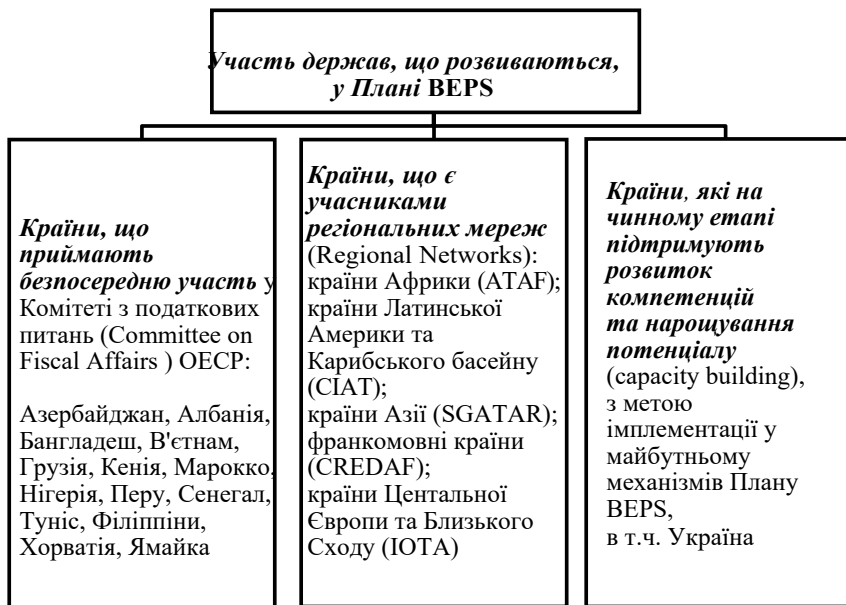 Участь держав, що розвиваються,
у Плані BEPS
Країни, що
приймають
безпосередню участь у
Комітеті з податкових
питань (Committee on
Fiscal Affairs ) ОЕСР:
Азербайджан, Албанія,
Бангладеш, В'єтнам,
Грузія, Кенія, Марокко,
Нігерія, Перу, Сенегал,
Туніс, Філіппіни,
Хорватія, Ямайка
Країни, що є
учасниками
регіональних мереж
(Regional Networks):
країни Африки (ATAF);
країни Латинської
Америки та
Карибського басейну
(CIAT);
країни Азії (SGATAR);
франкомовні країни
(CREDAF);
країни Центальної
Європи та Близького
Сходу (IOTA)
Країни, які на
чинному етапі
підтримують
розвиток
компетенцій
та нарощування
потенціалу
(capacity building),
з метою
імплементації у
майбутньому
механізмів Плану
BEPS,
в т.ч. Україна